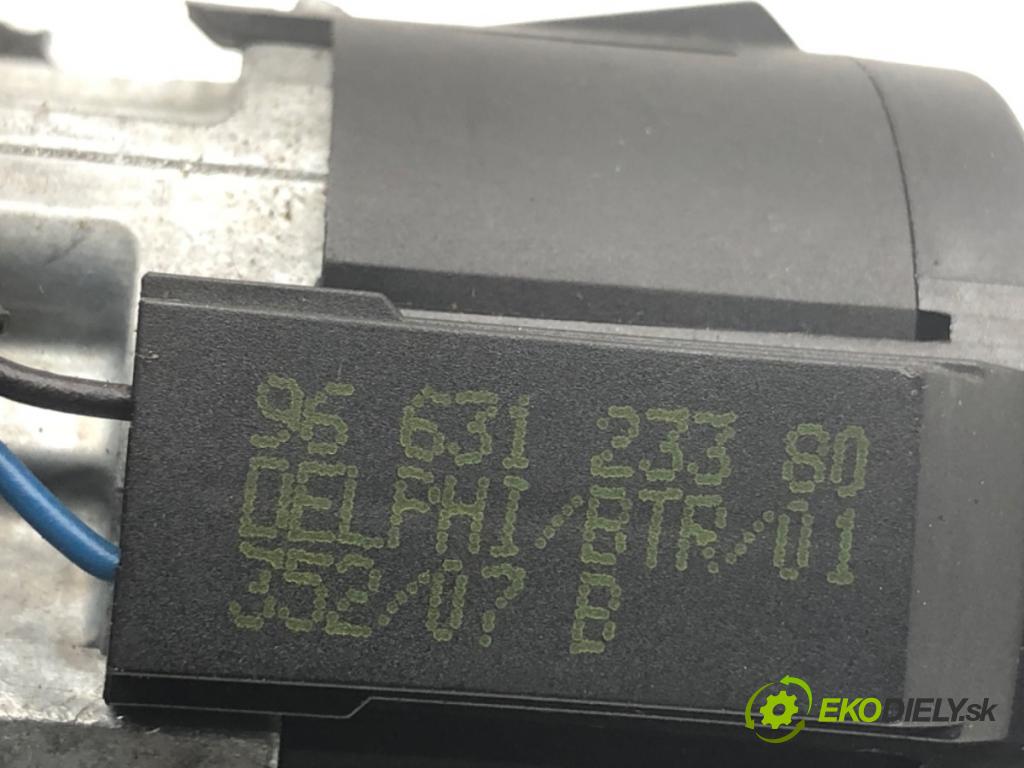 96 631 233 80
DELPHI/BTR/01
352/07 B
EKODIELY.sk